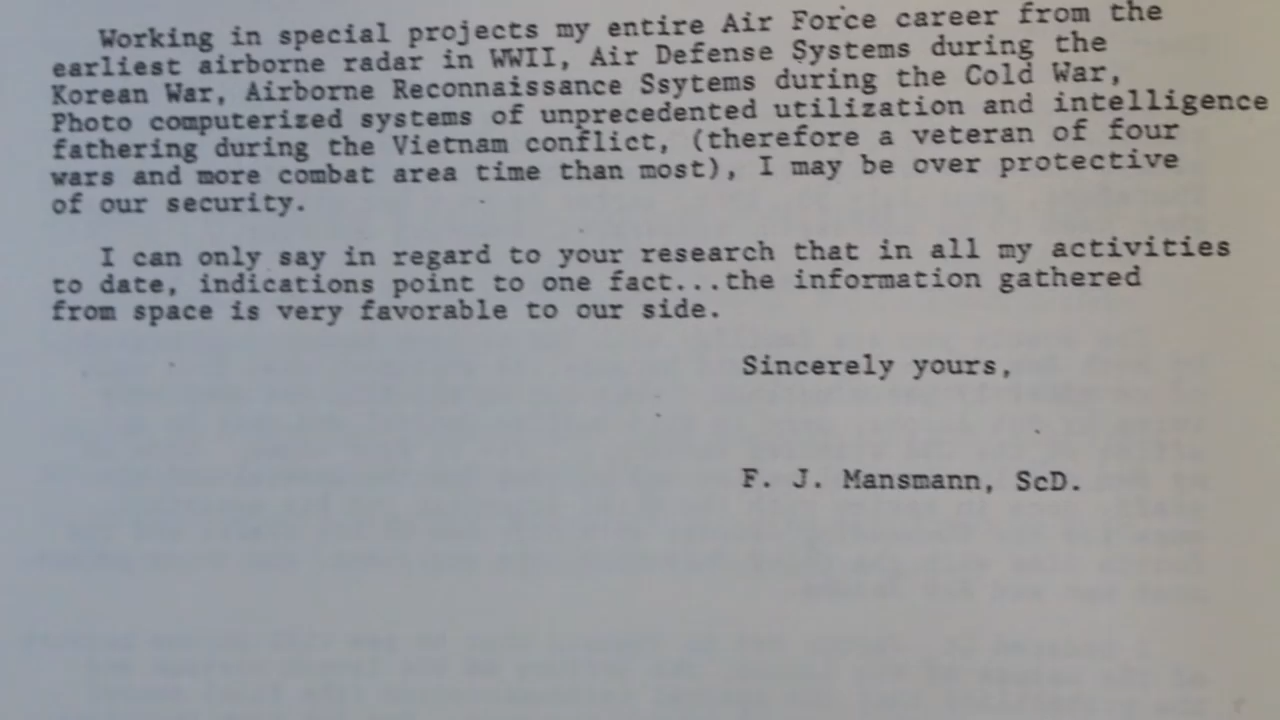 Working in special projects my entire Air Force career from the
earliest airborne radar in WWII, Air Defense Systems during the
Korean War, Airborne Reconnaissance Ssytems during the Cold War,
Photo computerized systems of unprecedented utilization and intelligence
fathering during the Vietnam conflict, (therefore a veteran of four
wars and more combat area time than most), I may be over protective
of our security.
I can only say in regard to your research that in all my activities
to date, indications point to one fact...the information gathered
from space is very favorable to our side.
Sincerely yours,
F. J. Mansmann, ScD.